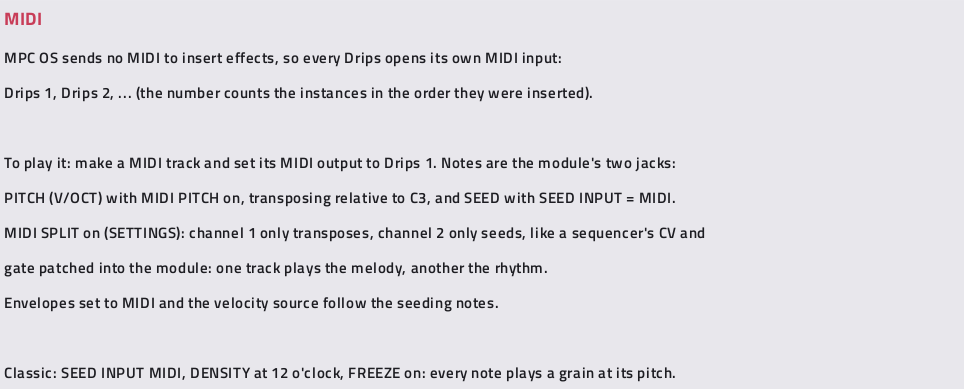 MIDI
MPC OS sends no MIDI to insert effects, so every Drips opens its own MIDI input:
Drips 1, Drips 2, ... (the number counts the instances in the order they were inserted).
To play it: make a MIDI track and set its MIDI output to Drips 1. Notes are the module's two jacks:
PITCH (V/OCT) with MIDI PITCH on, transposing relative to C3, and SEED with SEED INPUT = MIDI.
MIDI SPLIT on (SETTINGS): channel 1 only transposes, channel 2 only seeds, like a sequencer's CV and
gate patched into the module: one track plays the melody, another the rhythm.
Envelopes set to MIDI and the velocity source follow the seeding notes.
Classic: SEED INPUT MIDI, DENSITY at 12 o'clock, FREEZE on: every note plays a grain at its pitch.